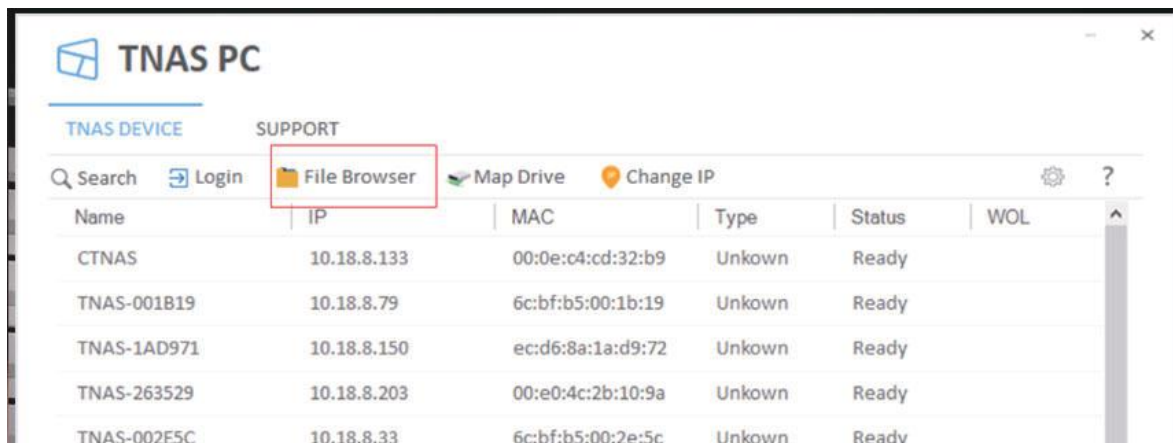 TNAS PC
TNAS DEVICE SUPPORT
Search Login File Browser Map Drive Change IP ?
Name IP MAC Type Status WOL
CTNAS 10.18.8.133 00:0e:c4:cd:32:b9 Unkown Ready
TNAS-001B19 10.18.8.79 6c:bf:b5:00:1b:19 Unkown Ready
TNAS-1AD971 10.18.8.150 ec:d6:8a:1a:d9:72 Unkown Ready
TNAS-263529 10.18.8.203 00:e0:4c:2b:10:9a Unkown Ready
TNAS-002E5C 10.18.8.33 6c:bf:b5:00:2e:5c Unkown Ready